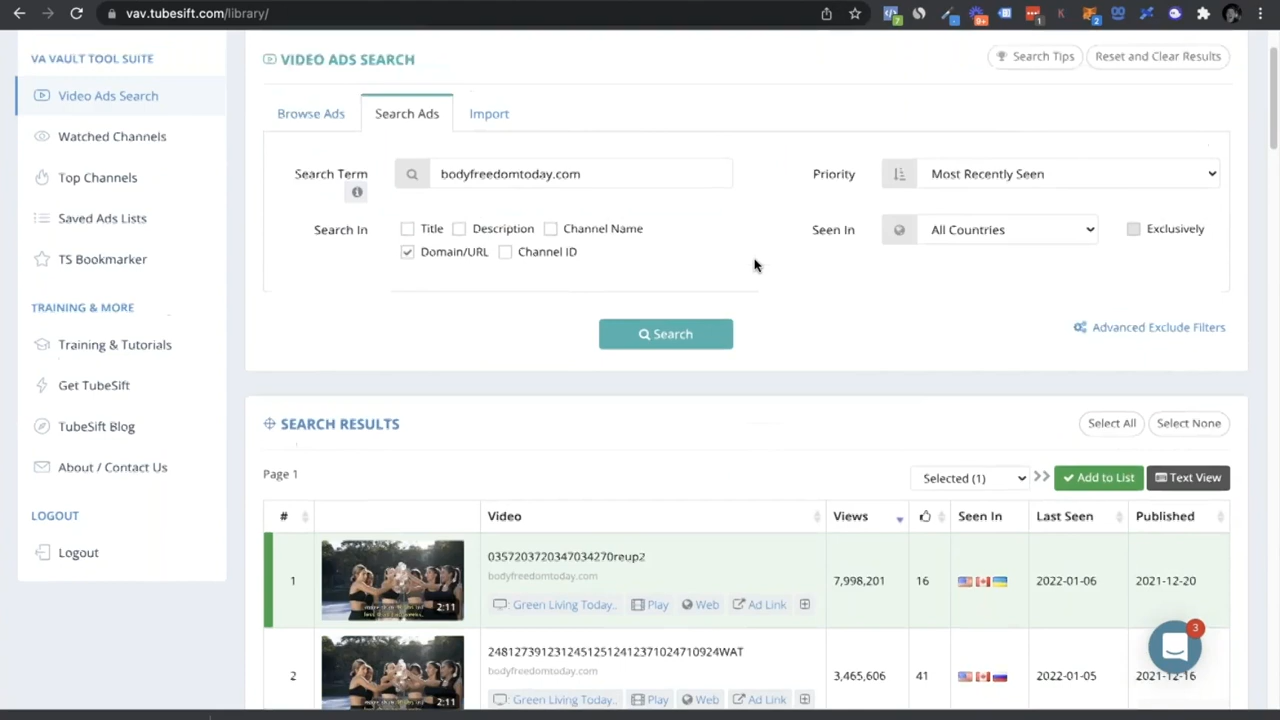 vav.tubesift.com/library/
VA VAULT TOOL SUITE
Video Ads Search
Watched Channels
Top Channels
Saved Ads Lists
TS Bookmarker
TRAINING & MORE
Training & Tutorials
Get TubeSift
TubeSift Blog
About / Contact Us
LOGOUT
Logout
VIDEO ADS SEARCH
Search Tips
Reset and Clear Results
Browse Ads
Search Ads
Import
Search Term
bodyfreedomtoday.com
Priority
Most Recently Seen
Search In
Title
Description
Channel Name
Domain/URL
Channel ID
Seen In
All Countries
Exclusively
Search
Advanced Exclude Filters
SEARCH RESULTS
Select All
Select None
Page 1
Selected (1)
Add to List
Text View
# Video Views Seen In Last Seen Published
1
2:11
0357203720347034270reup2
bodyfreedomtoday.com
Green Living Today.. Play Web Ad Link
7,998,201 16 2022-01-06 2021-12-20
2
2:11
24812739123124512512412371024710924WAT
bodyfreedomtoday.com
Green Living Today.. Play Web Ad Link
3,465,606 41 2022-01-05 2021-12-16
3